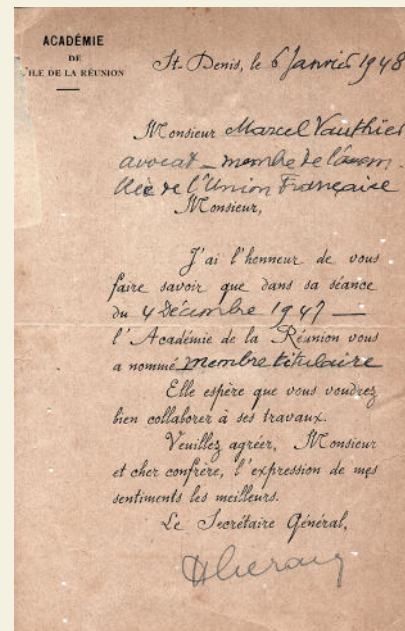 ACADÉMIE
DE
L'ILE DE LA RÉUNION
St-Denis, le 6 Janvier 1948
Monsieur Marcel Vauthier
avocat - membre de l'assem-
blée de l'Union Française
Monsieur,
J'ai l'honneur de vous
faire savoir que dans sa séance
du 4 Décembre 1947 —
l'Académie de la Réunion vous
a nommé membre titulaire
Elle espère que vous voudrez
bien collaborer à ses travaux.
Veuillez agréer, Monsieur
et cher confrère, l'expression de mes
sentiments les meilleurs.
Le Secrétaire Général,